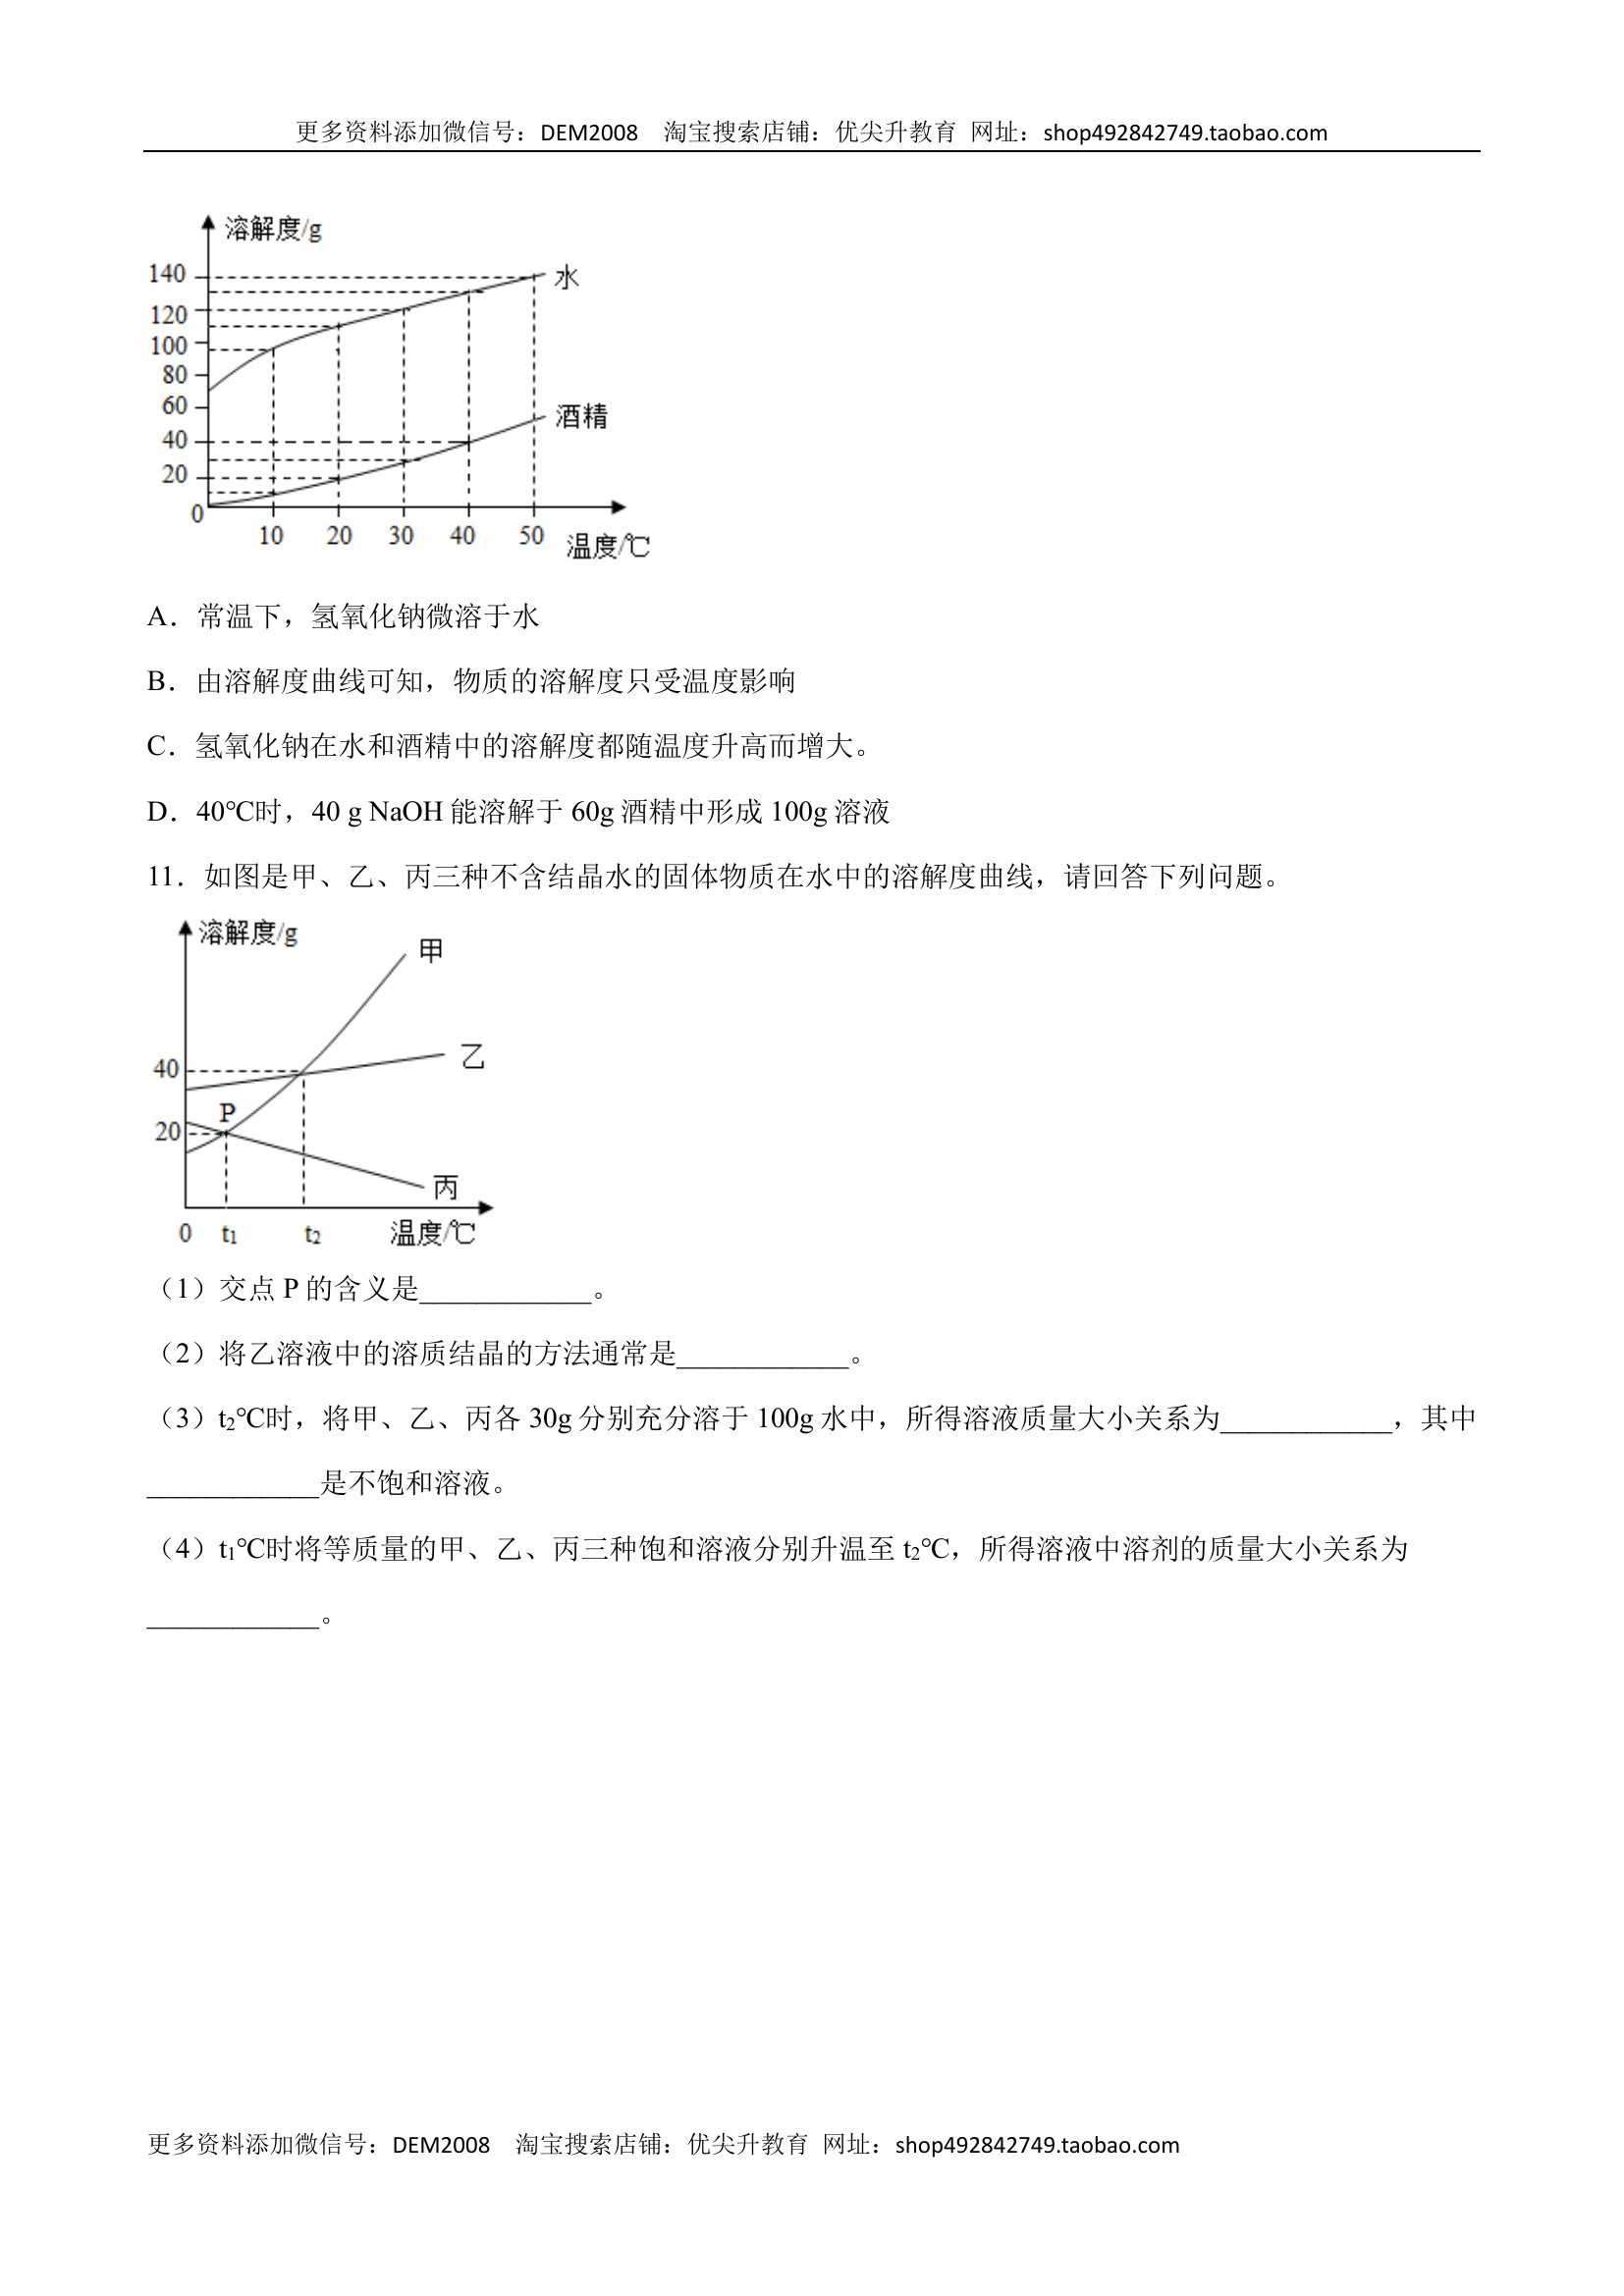 更多资料添加微信号：DEM2008 淘宝搜索店铺：优尖升教育 网址：shop492842749.taobao.com
溶解度/g
140
120
100
80
60
40
20
0
水
酒精
10 20 30 40 50 温度/℃
A．常温下，氢氧化钠微溶于水
B．由溶解度曲线可知，物质的溶解度只受温度影响
C．氢氧化钠在水和酒精中的溶解度都随温度升高而增大。
D．40℃时，40 g NaOH 能溶解于 60g 酒精中形成 100g 溶液
11．如图是甲、乙、丙三种不含结晶水的固体物质在水中的溶解度曲线，请回答下列问题。
溶解度/g
甲
乙
40
P
20
丙
0 t₁ t₂ 温度/℃
（1）交点 P 的含义是____________。
（2）将乙溶液中的溶质结晶的方法通常是____________。
（3）t₂℃时，将甲、乙、丙各 30g 分别充分溶于 100g 水中，所得溶液质量大小关系为____________，其中
____________是不饱和溶液。
（4）t₁℃时将等质量的甲、乙、丙三种饱和溶液分别升温至 t₂℃，所得溶液中溶剂的质量大小关系为
____________。
更多资料添加微信号：DEM2008 淘宝搜索店铺：优尖升教育 网址：shop492842749.taobao.com